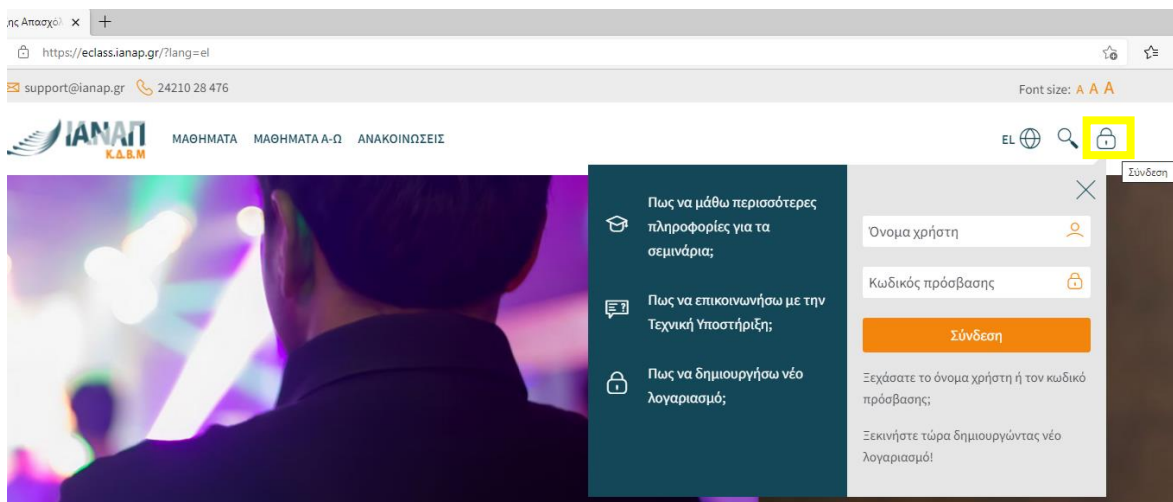 ης Απασχόλ
https://eclass.ianap.gr/?lang=el
support@ianap.gr 24210 28 476 Font size: A A A
ΙΑΝΑΠ
Κ.Δ.Β.Μ
ΜΑΘΗΜΑΤΑ ΜΑΘΗΜΑΤΑ Α-Ω ΑΝΑΚΟΙΝΩΣΕΙΣ EL
Σύνδεση
Πως να μάθω περισσότερες
πληροφορίες για τα
σεμινάρια;
Πως να επικοινωνήσω με την
Τεχνική Υποστήριξη;
Πως να δημιουργήσω νέο
λογαριασμό;
Όνομα χρήστη
Κωδικός πρόσβασης
Σύνδεση
Ξεχάσατε το όνομα χρήστη ή τον κωδικό
πρόσβασης;
Ξεκινήστε τώρα δημιουργώντας νέο
λογαριασμό!